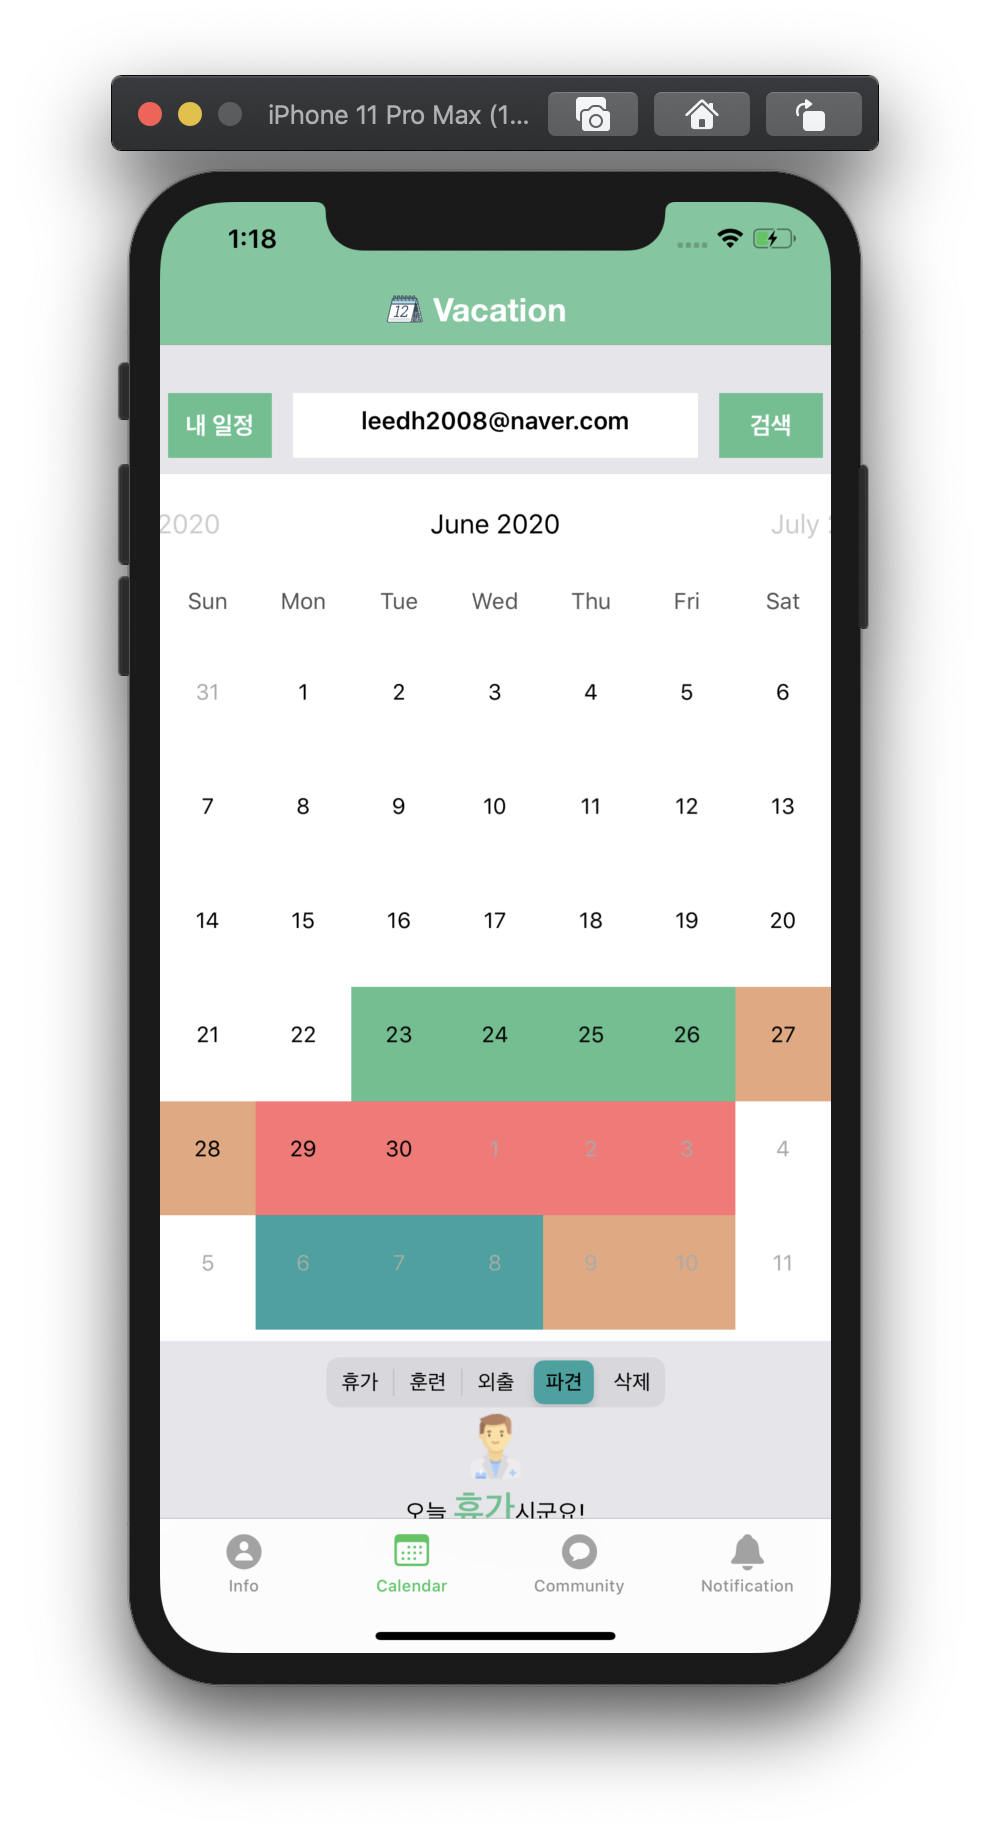 iPhone 11 Pro Max (1...
1:18
12 Vacation
내 일정 leedh2008@naver.com 검색
2020 June 2020 July
Sun Mon Tue Wed Thu Fri Sat
31 1 2 3 4 5 6
7 8 9 10 11 12 13
14 15 16 17 18 19 20
21 22 23 24 25 26 27
28 29 30 1 2 3 4
5 6 7 8 9 10 11
휴가 훈련 외출 파견 삭제
오늘 휴가시군요!
Info Calendar Community Notification